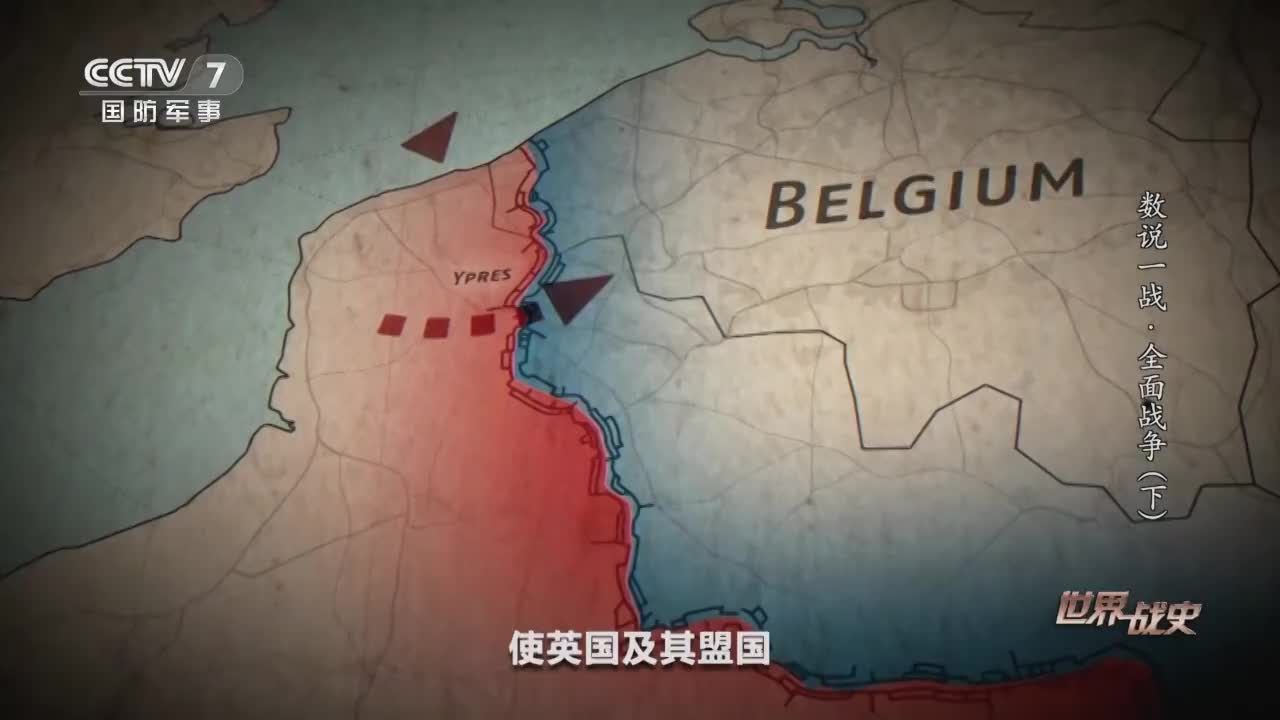 CCTV 7
国防军事
BELGIUM
YPRES
数说一战·全面战争(下)
世界战史
使英国及其盟国